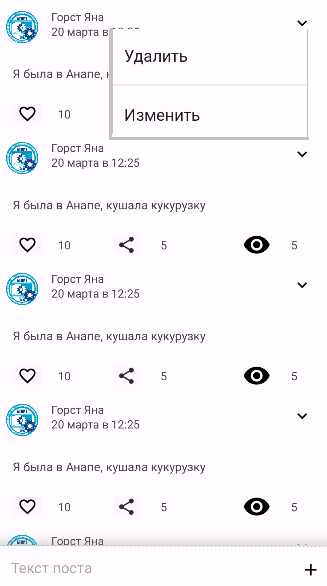 Горст Яна
20 марта в 12:25
Удалить
Я была в Анапе, к
10
Изменить
Горст Яна
20 марта в 12:25
Я была в Анапе, кушала кукурузку
10 5 5
Горст Яна
20 марта в 12:25
Я была в Анапе, кушала кукурузку
10 5 5
Горст Яна
20 марта в 12:25
Я была в Анапе, кушала кукурузку
10 5 5
Горст Яна
Текст поста